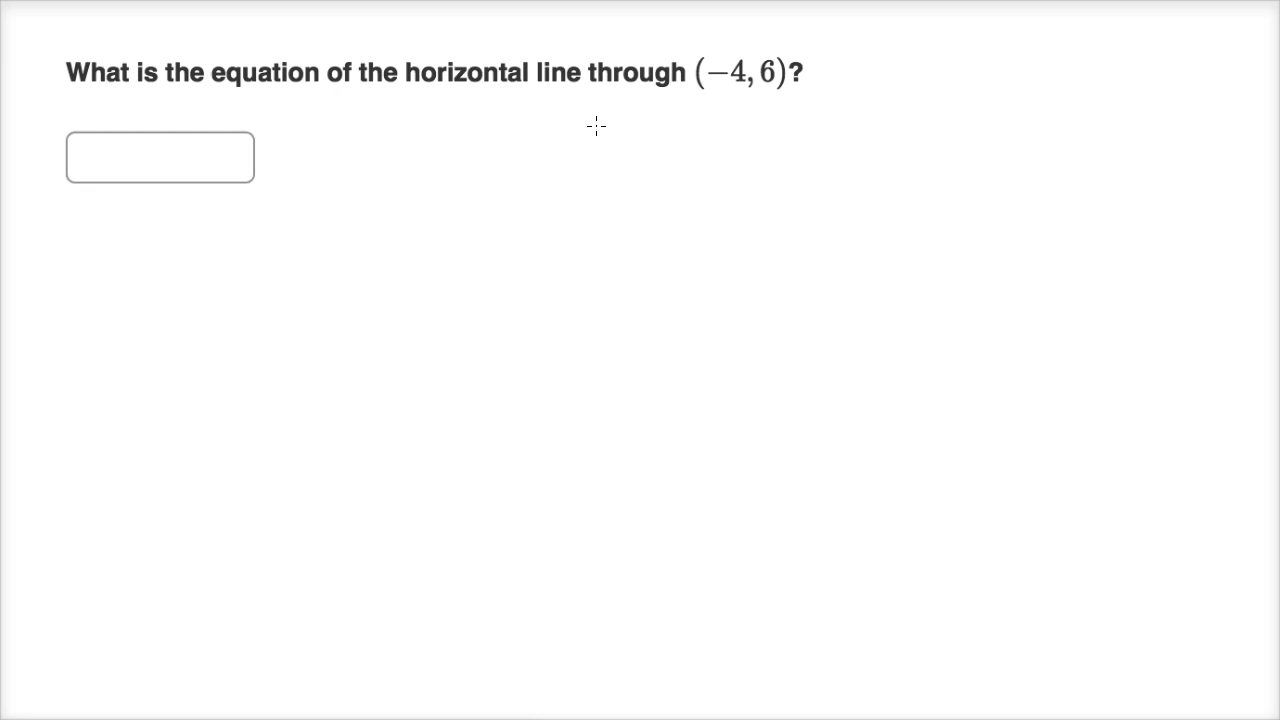 What is the equation of the horizontal line through (−4, 6)?